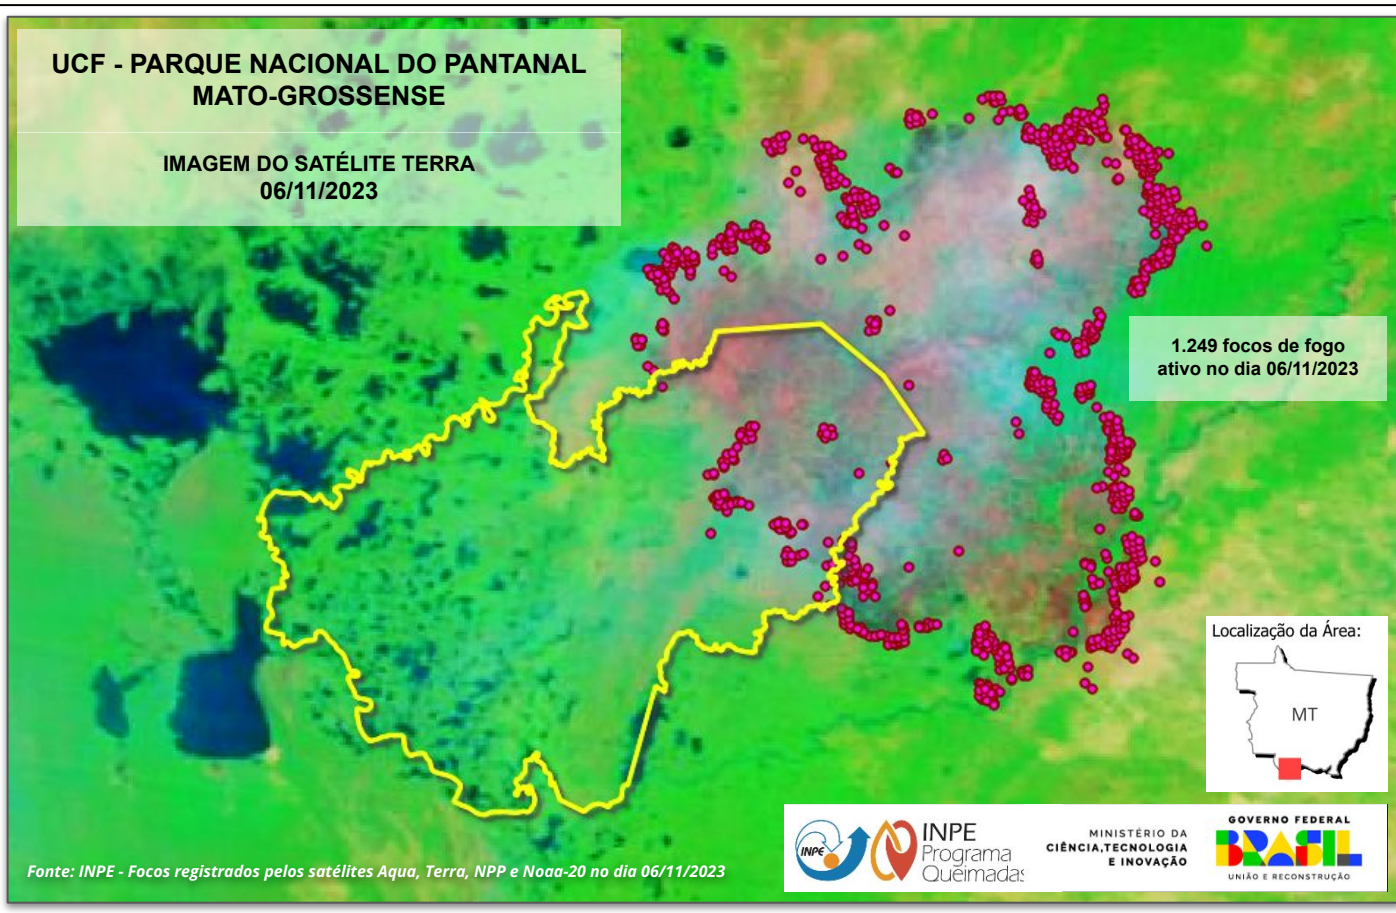 UCF - PARQUE NACIONAL DO PANTANAL
MATO-GROSSENSE
IMAGEM DO SATÉLITE TERRA
06/11/2023
1.249 focos de fogo
ativo no dia 06/11/2023
Localização da Área:
MT
Fonte: INPE - Focos registrados pelos satélites Aqua, Terra, NPP e Noaa-20 no dia 06/11/2023
INPE
INPE
Programa
Queimadas
MINISTÉRIO DA
CIÊNCIA,TECNOLOGIA
E INOVAÇÃO
GOVERNO FEDERAL
BRASIL
UNIÃO E RECONSTRUÇÃO